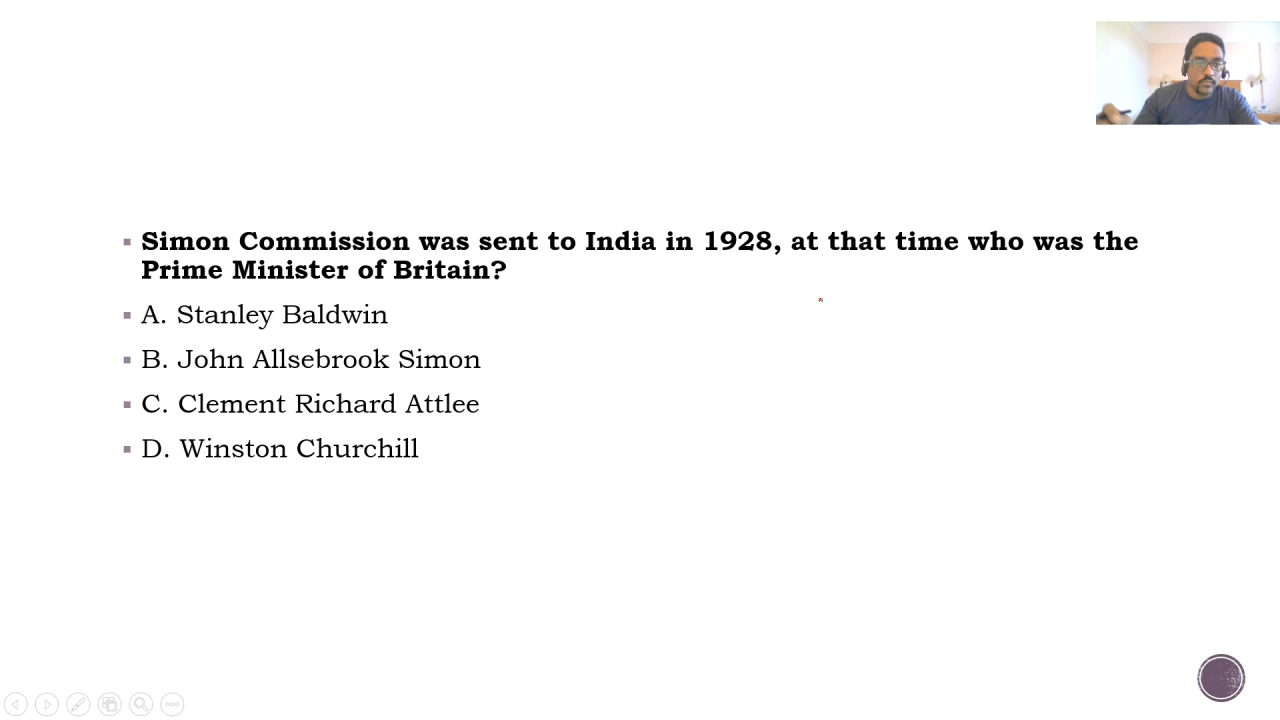 Simon Commission was sent to India in 1928, at that time who was the
Prime Minister of Britain?
A. Stanley Baldwin
B. John Allsebrook Simon
C. Clement Richard Attlee
D. Winston Churchill